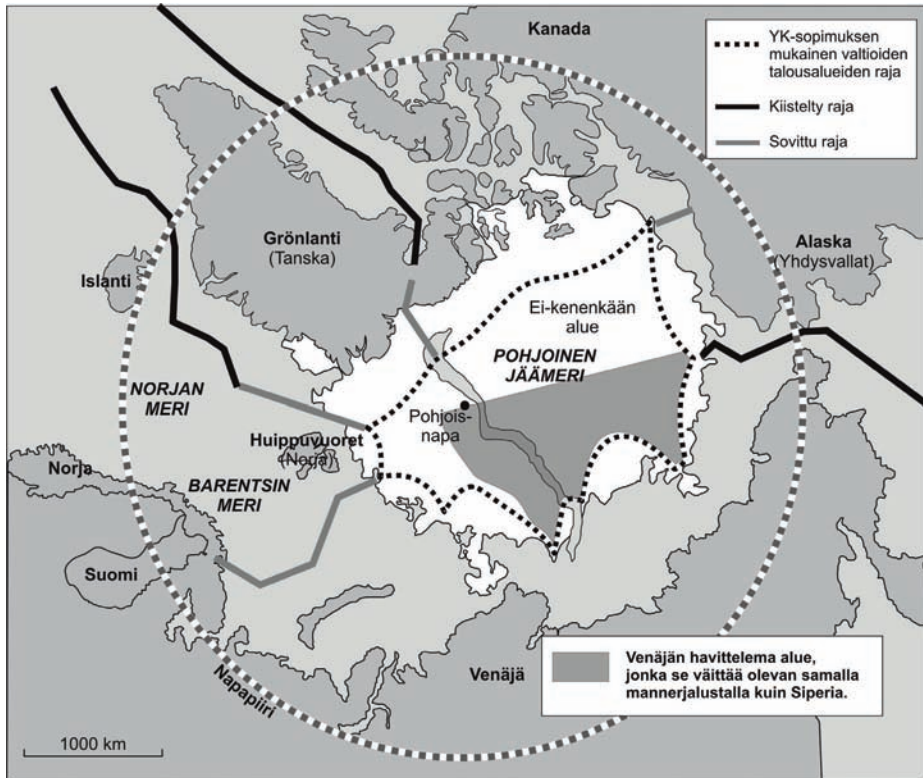 Kanada
YK-sopimuksen
mukainen valtioiden
talousalueiden raja
Kiistelty raja
Sovittu raja
Grönlanti
(Tanska)
Alaska
(Yhdysvallat)
Islanti
Ei-kenenkään
alue
POHJOINEN
JÄÄMERI
NORJAN
MERI
Pohjois-
napa
Huippuvuoret
(Norja)
Norja
BARENTSIN
MERI
Suomi
Venäjä
Napapiiri
Venäjän havittelema alue,
jonka se väittää olevan samalla
mannerjalustalla kuin Siperia.
1000 km